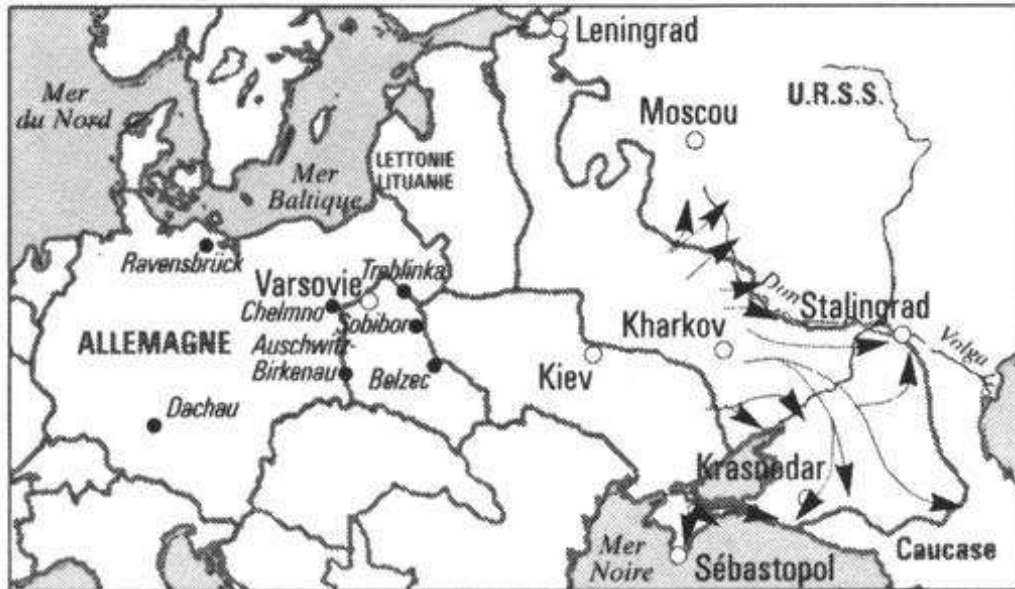 Leningrad
U.R.S.S.
Mer
du Nord
Moscou
LETTONIE
LITUANIE
Mer
Baltique
Ravensbrück
Varsovie
Treblinka
Don
Stalingrad
Chelmno
Sobibor
Kharkov
Volga
ALLEMAGNE
Auschwitz-
Birkenau
Kiev
Belzec
Dachau
Krasnodar
Mer
Noire
Sébastopol
Caucase